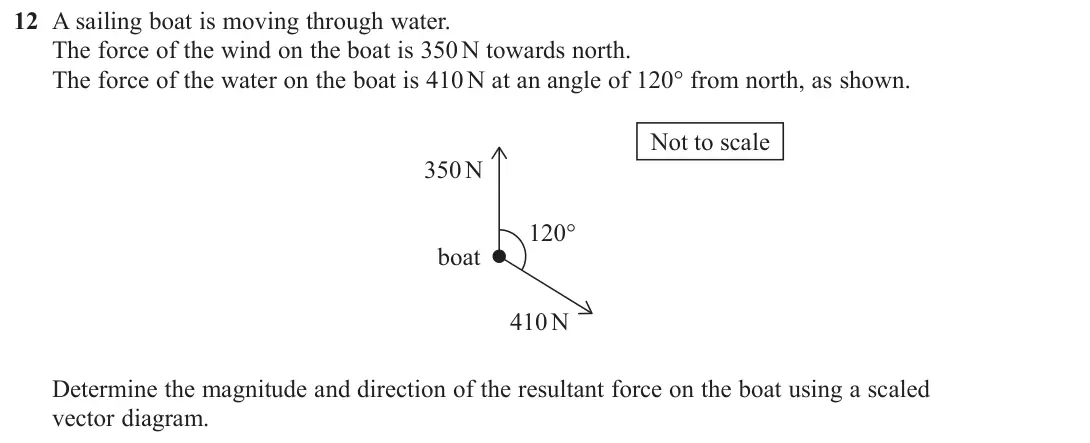 12 A sailing boat is moving through water.
The force of the wind on the boat is 350 N towards north.
The force of the water on the boat is 410 N at an angle of 120° from north, as shown.
Not to scale
350 N
120°
boat
410 N
Determine the magnitude and direction of the resultant force on the boat using a scaled
vector diagram.